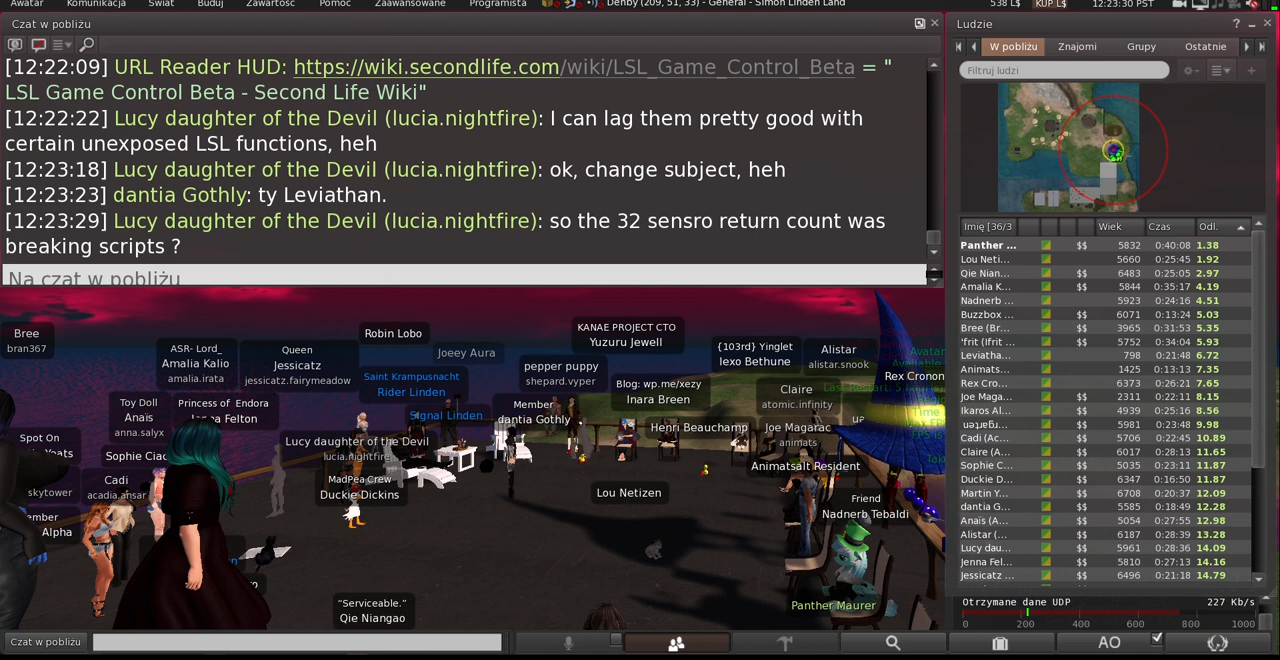 Awatar Komunikacja Świat Buduj Zawartość Pomoc Zaawansowane Programista Denby (209, 51, 33) - General - Simon Linden Land 538 L$ KUP L$ 12:23:30 PST
Czat w pobliżu
[12:22:09] URL Reader HUD: https://wiki.secondlife.com/wiki/LSL_Game_Control_Beta = "
LSL Game Control Beta - Second Life Wiki"
[12:22:22] Lucy daughter of the Devil (lucia.nightfire): I can lag them pretty good with
certain unexposed LSL functions, heh
[12:23:18] Lucy daughter of the Devil (lucia.nightfire): ok, change subject, heh
[12:23:23] dantia Gothly: ty Leviathan.
[12:23:29] Lucy daughter of the Devil (lucia.nightfire): so the 32 sensro return count was
breaking scripts ?
Na czat w pobliżu
Bree
bran367
ASR- Lord_
Amalia Kalio
amalia.irata
Queen
Jessicatz
jessicatz.fairymeadow
Robin Lobo
Joeey Aura
KANAE PROJECT CTO
Yuzuru Jewell
{103rd} Yinglet
Iexo Bethune
Alistar
alistar.snook
Saint Krampusnacht
Rider Linden
pepper puppy
shepard.vyper
Blog: wp.me/xezy
Inara Breen
Rex Cronon
Claire
atomic.infinity
Toy Doll
Anaïs
anna.salyx
Princess of Endora
Jenna Felton
Signal Linden
Member
dantia Gothly
Henri Beauchamp
Joe Magarac
animats
Spot On
Lucy daughter of the Devil
lucia.nightfire
Sophie Ciac
Animatsalt Resident
skytower
Cadi
acadia.ansar
MadPea Crew
Duckie Dickins
Lou Netizen
Friend
Nadnerb Tebaldi
ember
Alpha
"Serviceable."
Qie Niangao
Panther Maurer
Czat w pobliżu
Ludzie
W pobliżu Znajomi Grupy Ostatnie
Filtruj ludzi
Imię [36/3 Wiek Czas Odl.
Panther ... $$ 5832 0:40:08 1.38
Lou Neti... 5660 0:25:45 1.92
Qie Nian... $$ 6483 0:25:05 2.97
Amalia K... $$ 5844 0:35:17 4.19
Nadnerb ... 5923 0:24:16 4.51
Buzzbox ... $$ 6071 0:13:24 5.03
Bree (Br... $$ 3965 0:31:53 5.35
'frit (Ifrit ... $$ 5752 0:34:04 5.93
Leviatha... 798 0:21:48 6.72
Animats... 1425 0:13:13 7.35
Rex Cro... $$ 6373 0:26:21 7.65
Joe Maga... $$ 2311 0:22:11 8.15
Ikaros Al... $$ 4939 0:25:16 8.56
$$ 5981 0:23:48 9.98
Cadi (Ac... $$ 5706 0:22:45 10.89
Claire (A... $$ 6017 0:28:13 11.65
Sophie C... $$ 5035 0:23:11 11.87
Duckie D... $$ 6347 0:16:50 11.87
Martin Y... $$ 6708 0:20:37 12.09
dantia G... $$ 5585 0:18:49 12.28
Anaïs (A... $$ 5054 0:27:55 12.98
Alistar (... $$ 6187 0:28:39 13.28
Lucy dau... $$ 5961 0:28:36 14.09
Jenna Fel... $$ 5810 0:27:13 14.16
Jessicatz ... $$ 6496 0:21:18 14.79
Otrzymane dane UDP 227 Kb/s
0 200 400 600 800 1000
AO